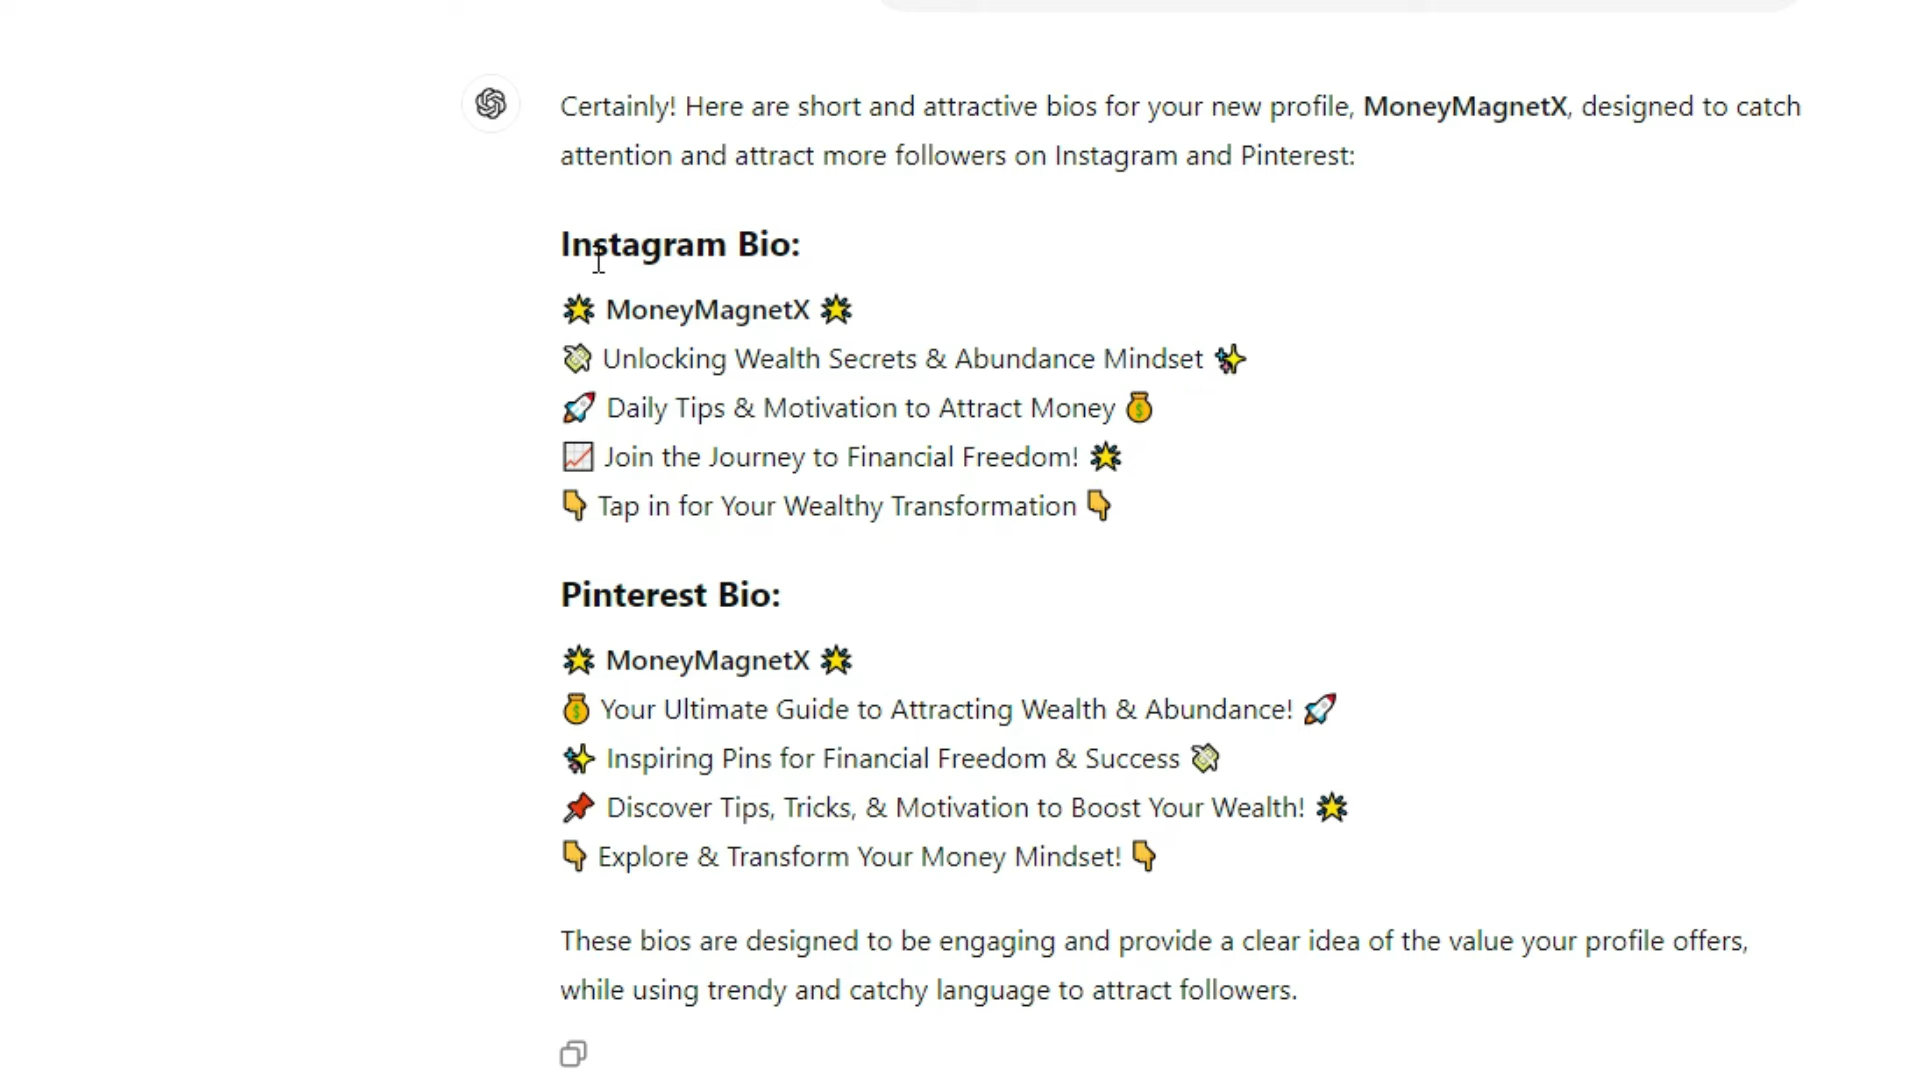 Certainly! Here are short and attractive bios for your new profile, MoneyMagnetX, designed to catch
attention and attract more followers on Instagram and Pinterest:
Instagram Bio:
🌟 MoneyMagnetX 🌟
💸 Unlocking Wealth Secrets & Abundance Mindset ✨
🚀 Daily Tips & Motivation to Attract Money 💰
📈 Join the Journey to Financial Freedom! 🌟
👇 Tap in for Your Wealthy Transformation 👇
Pinterest Bio:
🌟 MoneyMagnetX 🌟
💰 Your Ultimate Guide to Attracting Wealth & Abundance! 🚀
✨ Inspiring Pins for Financial Freedom & Success 💸
📌 Discover Tips, Tricks, & Motivation to Boost Your Wealth! 🌟
👇 Explore & Transform Your Money Mindset! 👇
These bios are designed to be engaging and provide a clear idea of the value your profile offers,
while using trendy and catchy language to attract followers.